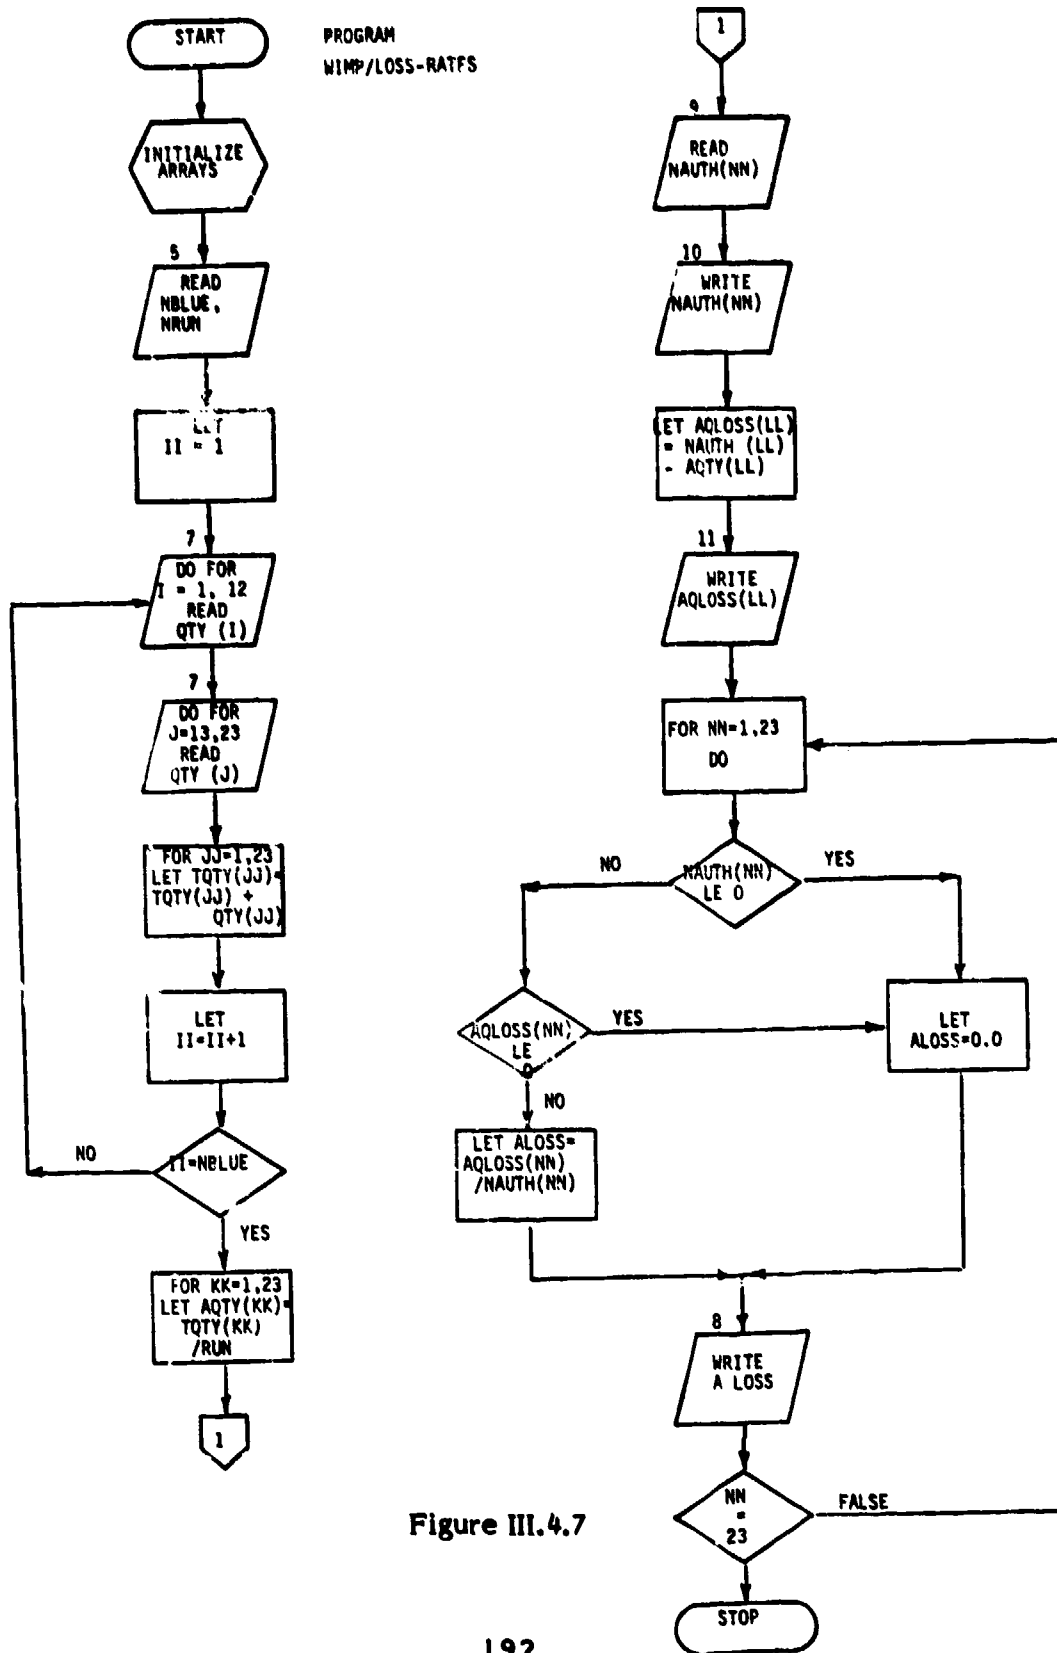 START
PROGRAM
WIMP/LOSS-RATFS
INITIALIZE
ARRAYS
5
READ
NBLUE,
NRUN
LET
II = 1
7
DO FOR
I = 1, 12
READ
QTY (I)
7
DO FOR
J=13,23
READ
QTY (J)
FOR JJ=1,23
LET TQTY(JJ)=
TQTY(JJ) +
QTY(JJ)
LET
II=II+1
II=NBLUE
NO
YES
FOR KK=1,23
LET AQTY(KK)=
TQTY(KK)
/RUN
1
1
9
READ
NAUTH(NN)
10
WRITE
NAUTH(NN)
LET AQLOSS(LL)
= NAUTH (LL)
- AQTY(LL)
11
WRITE
AQLOSS(LL)
FOR NN=1,23
DO
NAUTH(NN)
LE 0
NO
YES
AQLOSS(NN)
LE
0
YES
NO
LET
ALOSS=0.0
LET ALOSS=
AQLOSS(NN)
/NAUTH(NN)
8
WRITE
A LOSS
NN
=
23
FALSE
STOP
Figure III.4.7
192